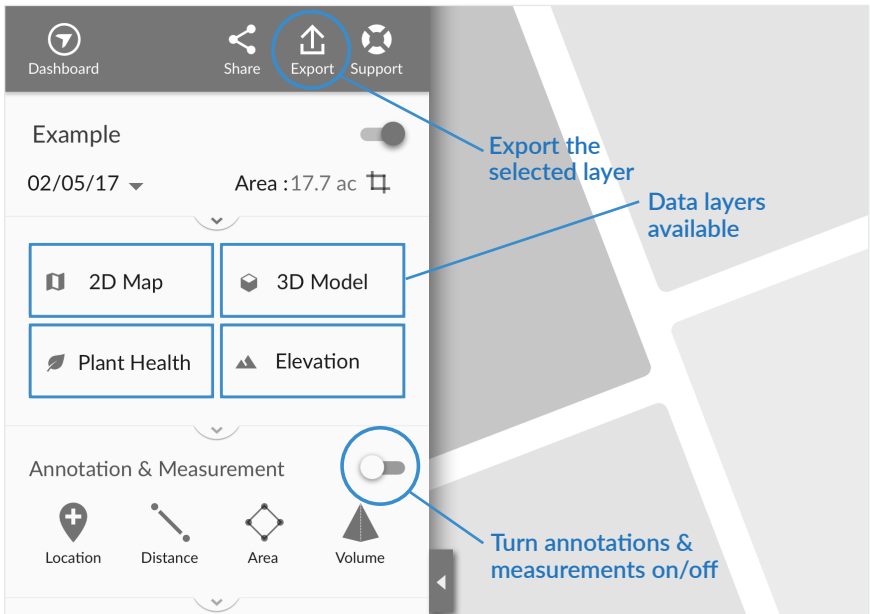 Dashboard
Share
Export
Support
Example
02/05/17
Area : 17.7 ac
Export the
selected layer
Data layers
available
2D Map
3D Model
Plant Health
Elevation
Annotation & Measurement
Location
Distance
Area
Volume
Turn annotations &
measurements on/off